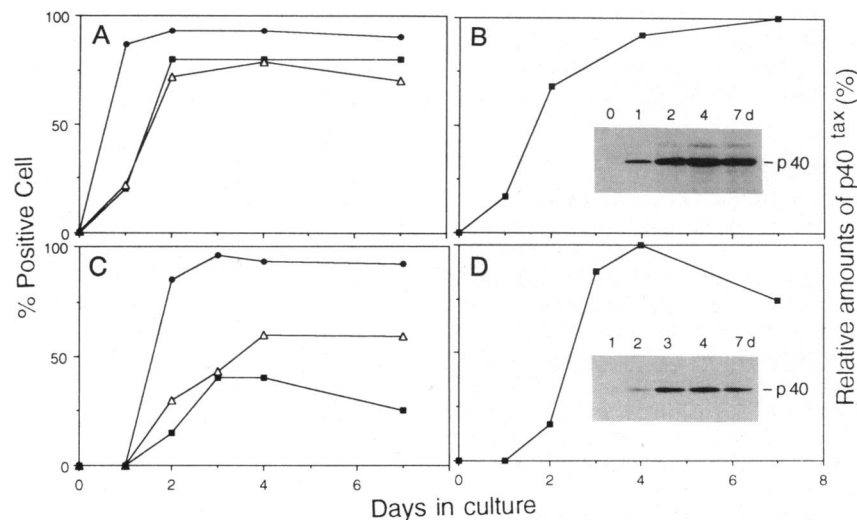 100
A
50
0
% Positive Cell
B
0 1 2 4 7 d
– p 40
Relative amounts of p40 tax (%)
100
C
50
0
0 2 4 6
D
1 2 3 4 7 d
– p 40
0 2 4 6 8
Days in culture